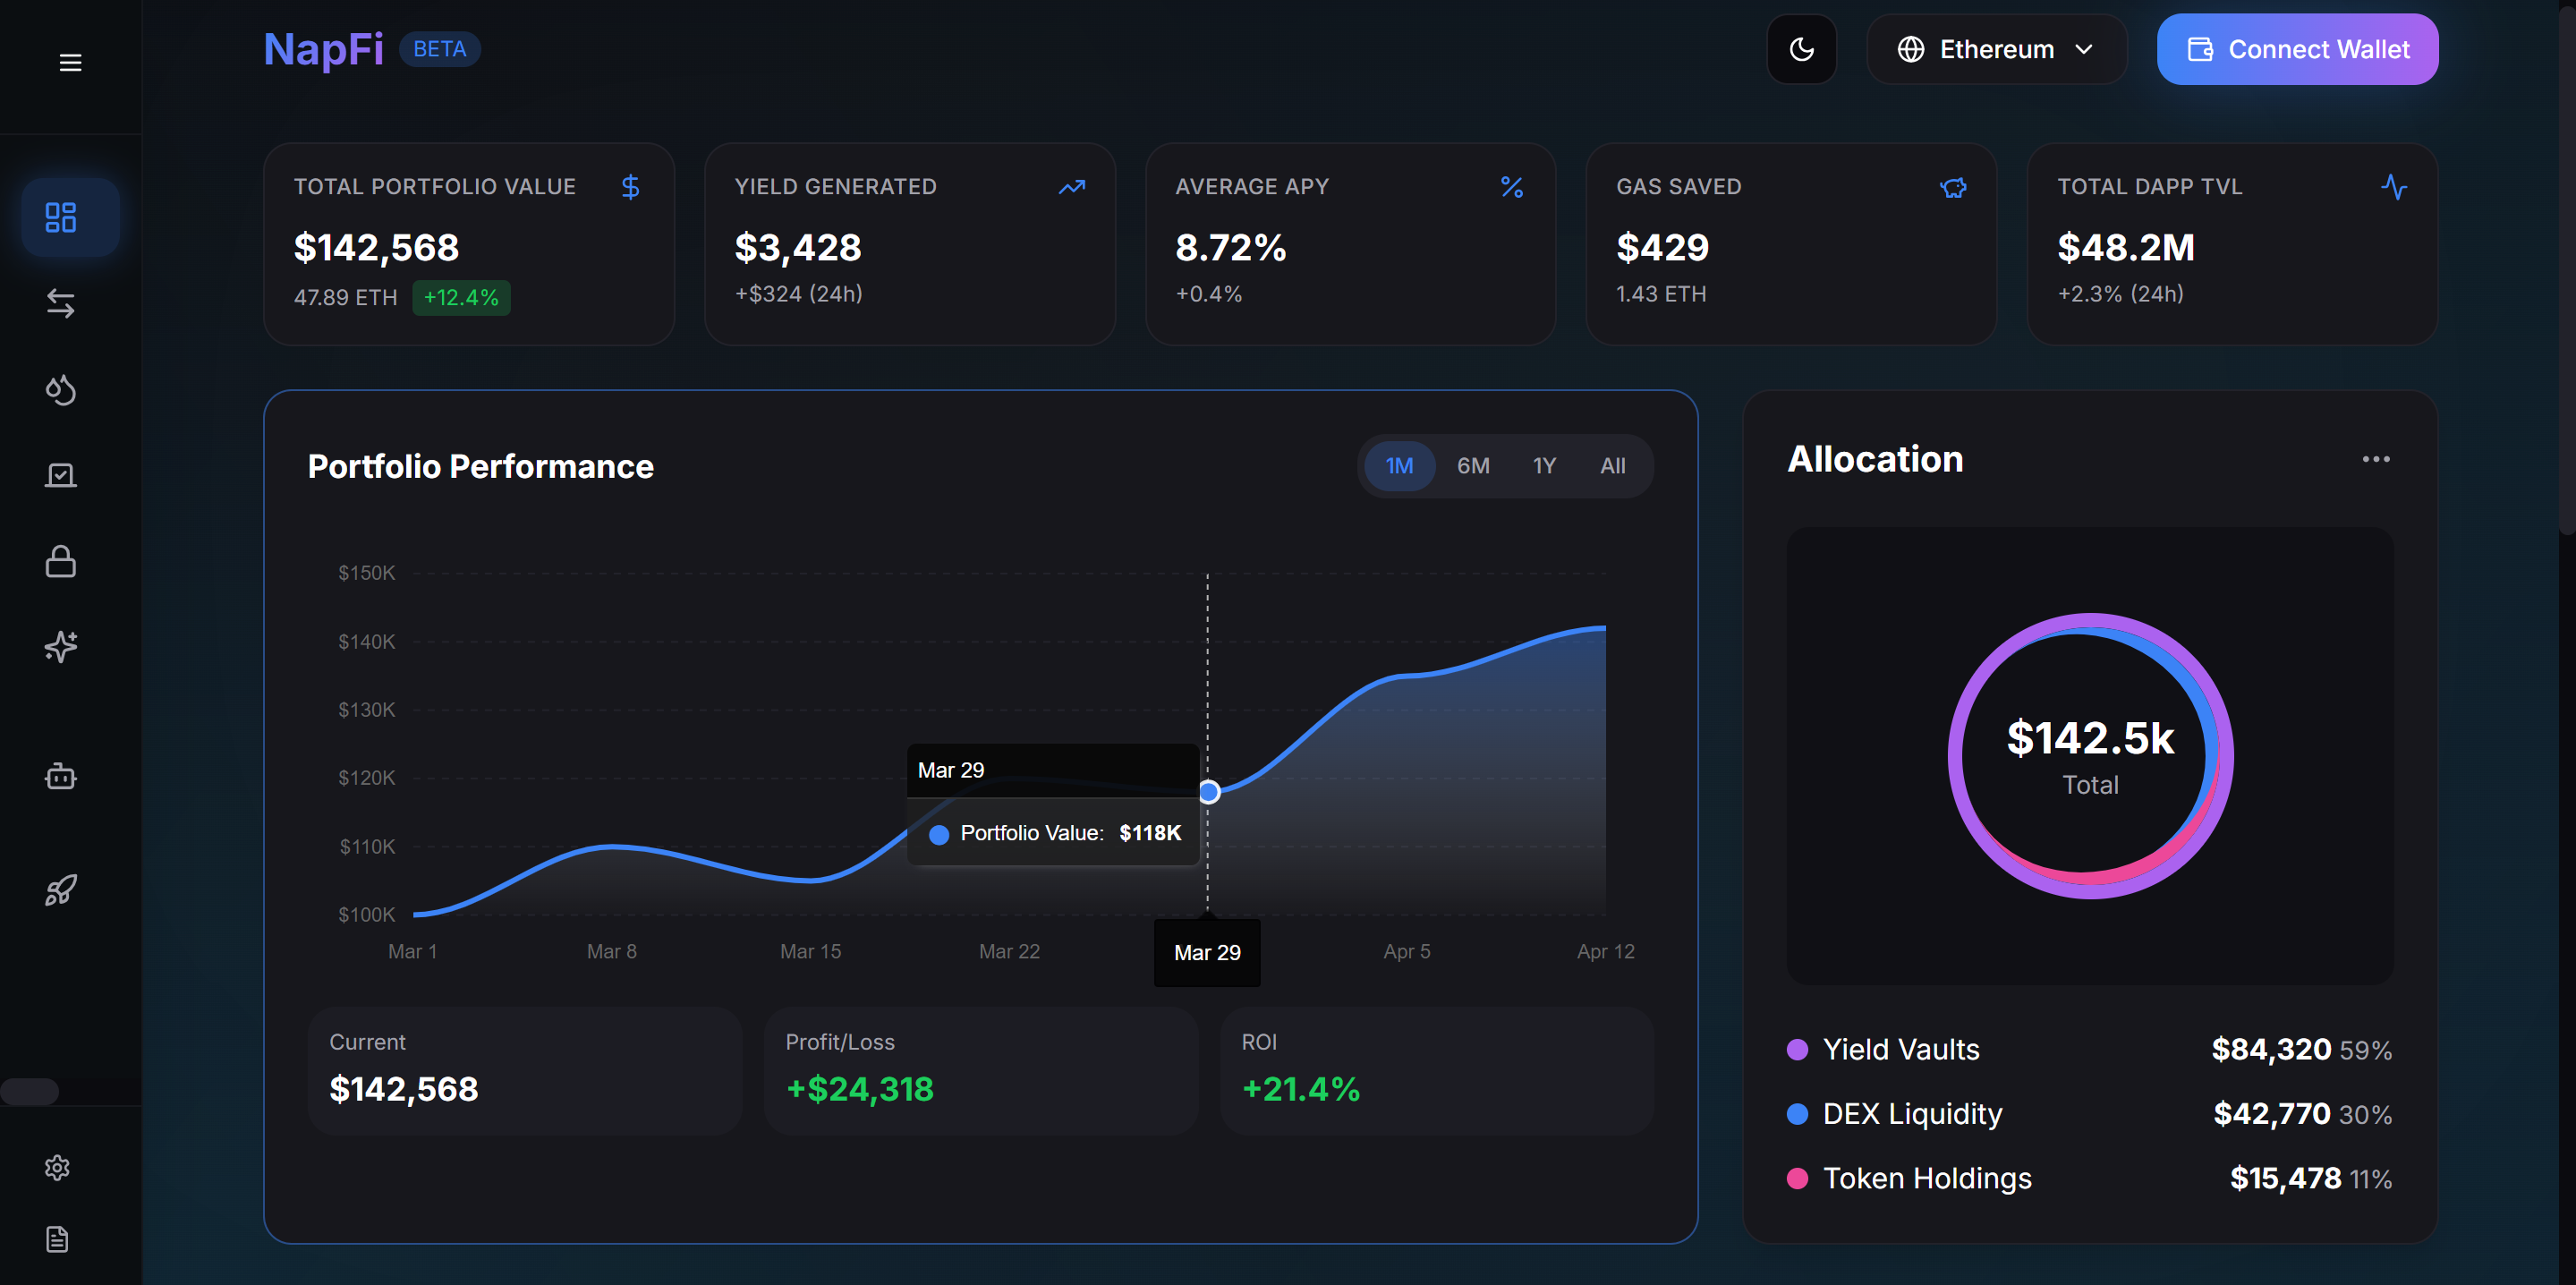 NapFi BETA
Ethereum
Connect Wallet
TOTAL PORTFOLIO VALUE
$142,568
47.89 ETH +12.4%
YIELD GENERATED
$3,428
+$324 (24h)
AVERAGE APY
8.72%
+0.4%
GAS SAVED
$429
1.43 ETH
TOTAL DAPP TVL
$48.2M
+2.3% (24h)
Portfolio Performance
1M 6M 1Y All
$150K
$140K
$130K
$120K
$110K
$100K
Mar 29
Portfolio Value: $118K
Mar 1 Mar 8 Mar 15 Mar 22 Mar 29 Apr 5 Apr 12
Current
$142,568
Profit/Loss
+$24,318
ROI
+21.4%
Allocation
$142.5k
Total
Yield Vaults $84,320 59%
DEX Liquidity $42,770 30%
Token Holdings $15,478 11%